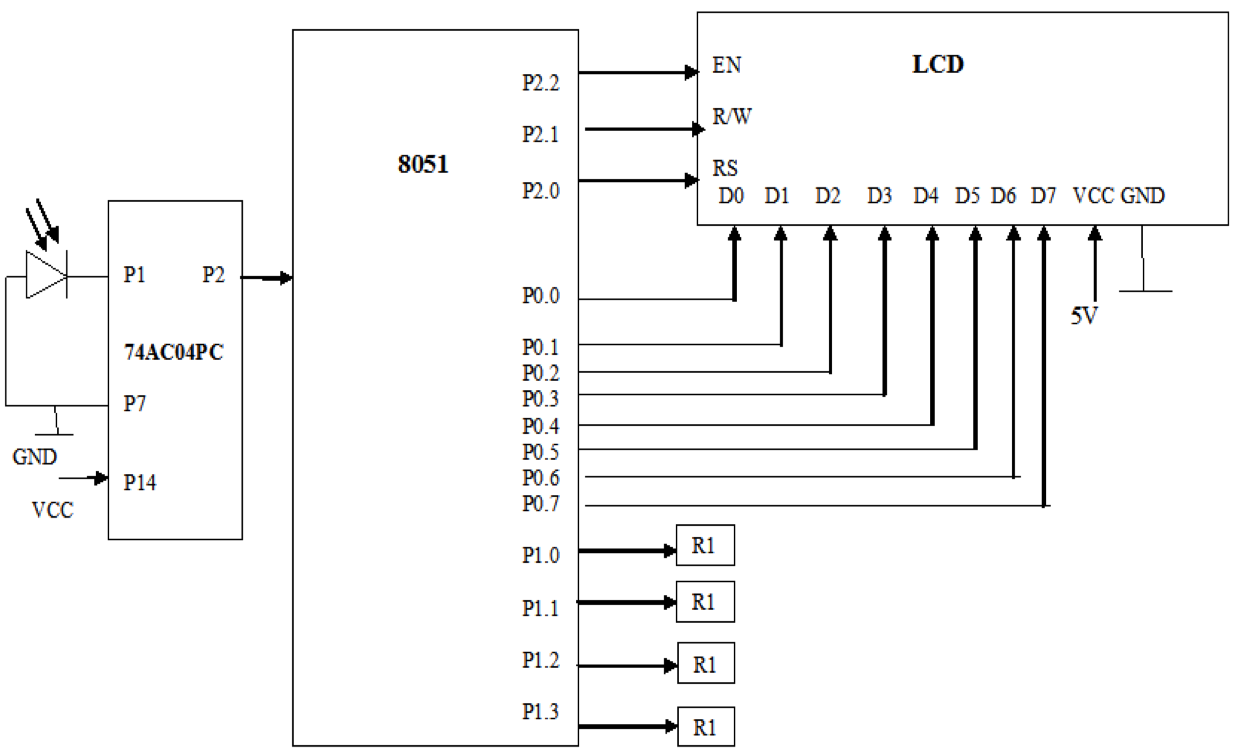 LCD
EN
R/W
RS
D0 D1 D2 D3 D4 D5 D6 D7 VCC GND
5V
8051
P2.2
P2.1
P2.0
P0.0
P0.1
P0.2
P0.3
P0.4
P0.5
P0.6
P0.7
P1.0
P1.1
P1.2
P1.3
P1 P2
74AC04PC
P7
P14
GND
VCC
R1
R1
R1
R1